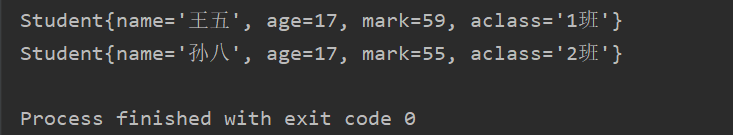 Student{name='王五', age=17, mark=59, aclass='1班'}
Student{name='孙八', age=17, mark=55, aclass='2班'}
Process finished with exit code 0